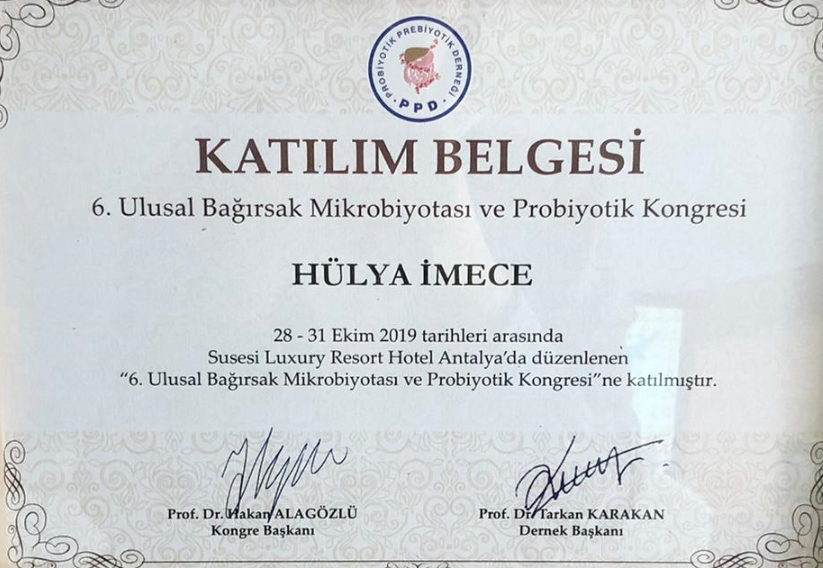 PROBİYOTİK PREBİYOTİK DERNEĞİ
PPD
KATILIM BELGESİ
6. Ulusal Bağırsak Mikrobiyotası ve Probiyotik Kongresi
HÜLYA İMECE
28 - 31 Ekim 2019 tarihleri arasında
Susesi Luxury Resort Hotel Antalya’da düzenlenen
“6. Ulusal Bağırsak Mikrobiyotası ve Probiyotik Kongresi”ne katılmıştır.
Prof. Dr. Hakan ALAGÖZLÜ
Kongre Başkanı
Prof. Dr. Tarkan KARAKAN
Dernek Başkanı